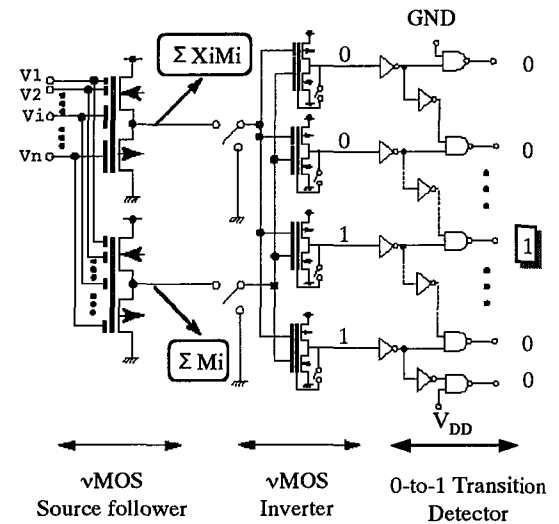 GND
V1
V2
Vi
Vn
Σ XiMi
Σ Mi
0
0
1
1
0
0
1
0
0
VDD
νMOS
Source follower
νMOS
Inverter
0-to-1 Transition
Detector